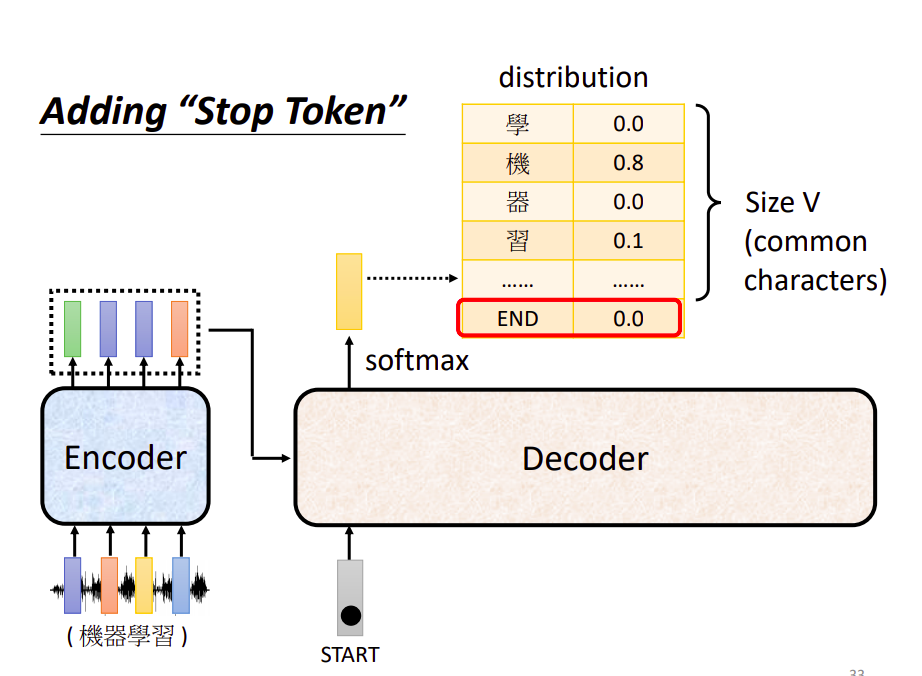 Adding “Stop Token”
distribution
學 0.0
機 0.8
器 0.0
習 0.1
…… ……
END 0.0
Size V
(common
characters)
softmax
Encoder
Decoder
( 機器學習 )
START
33